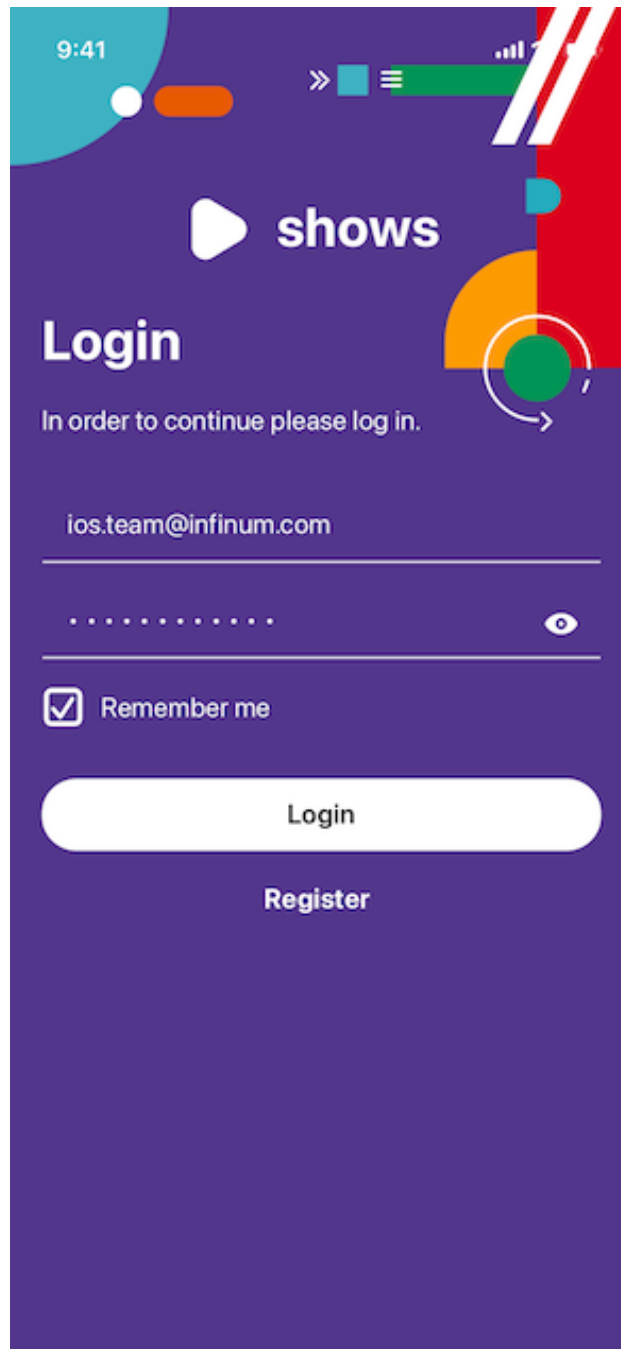 9:41
shows
Login
In order to continue please log in.
ios.team@infinum.com
Remember me
Login
Register